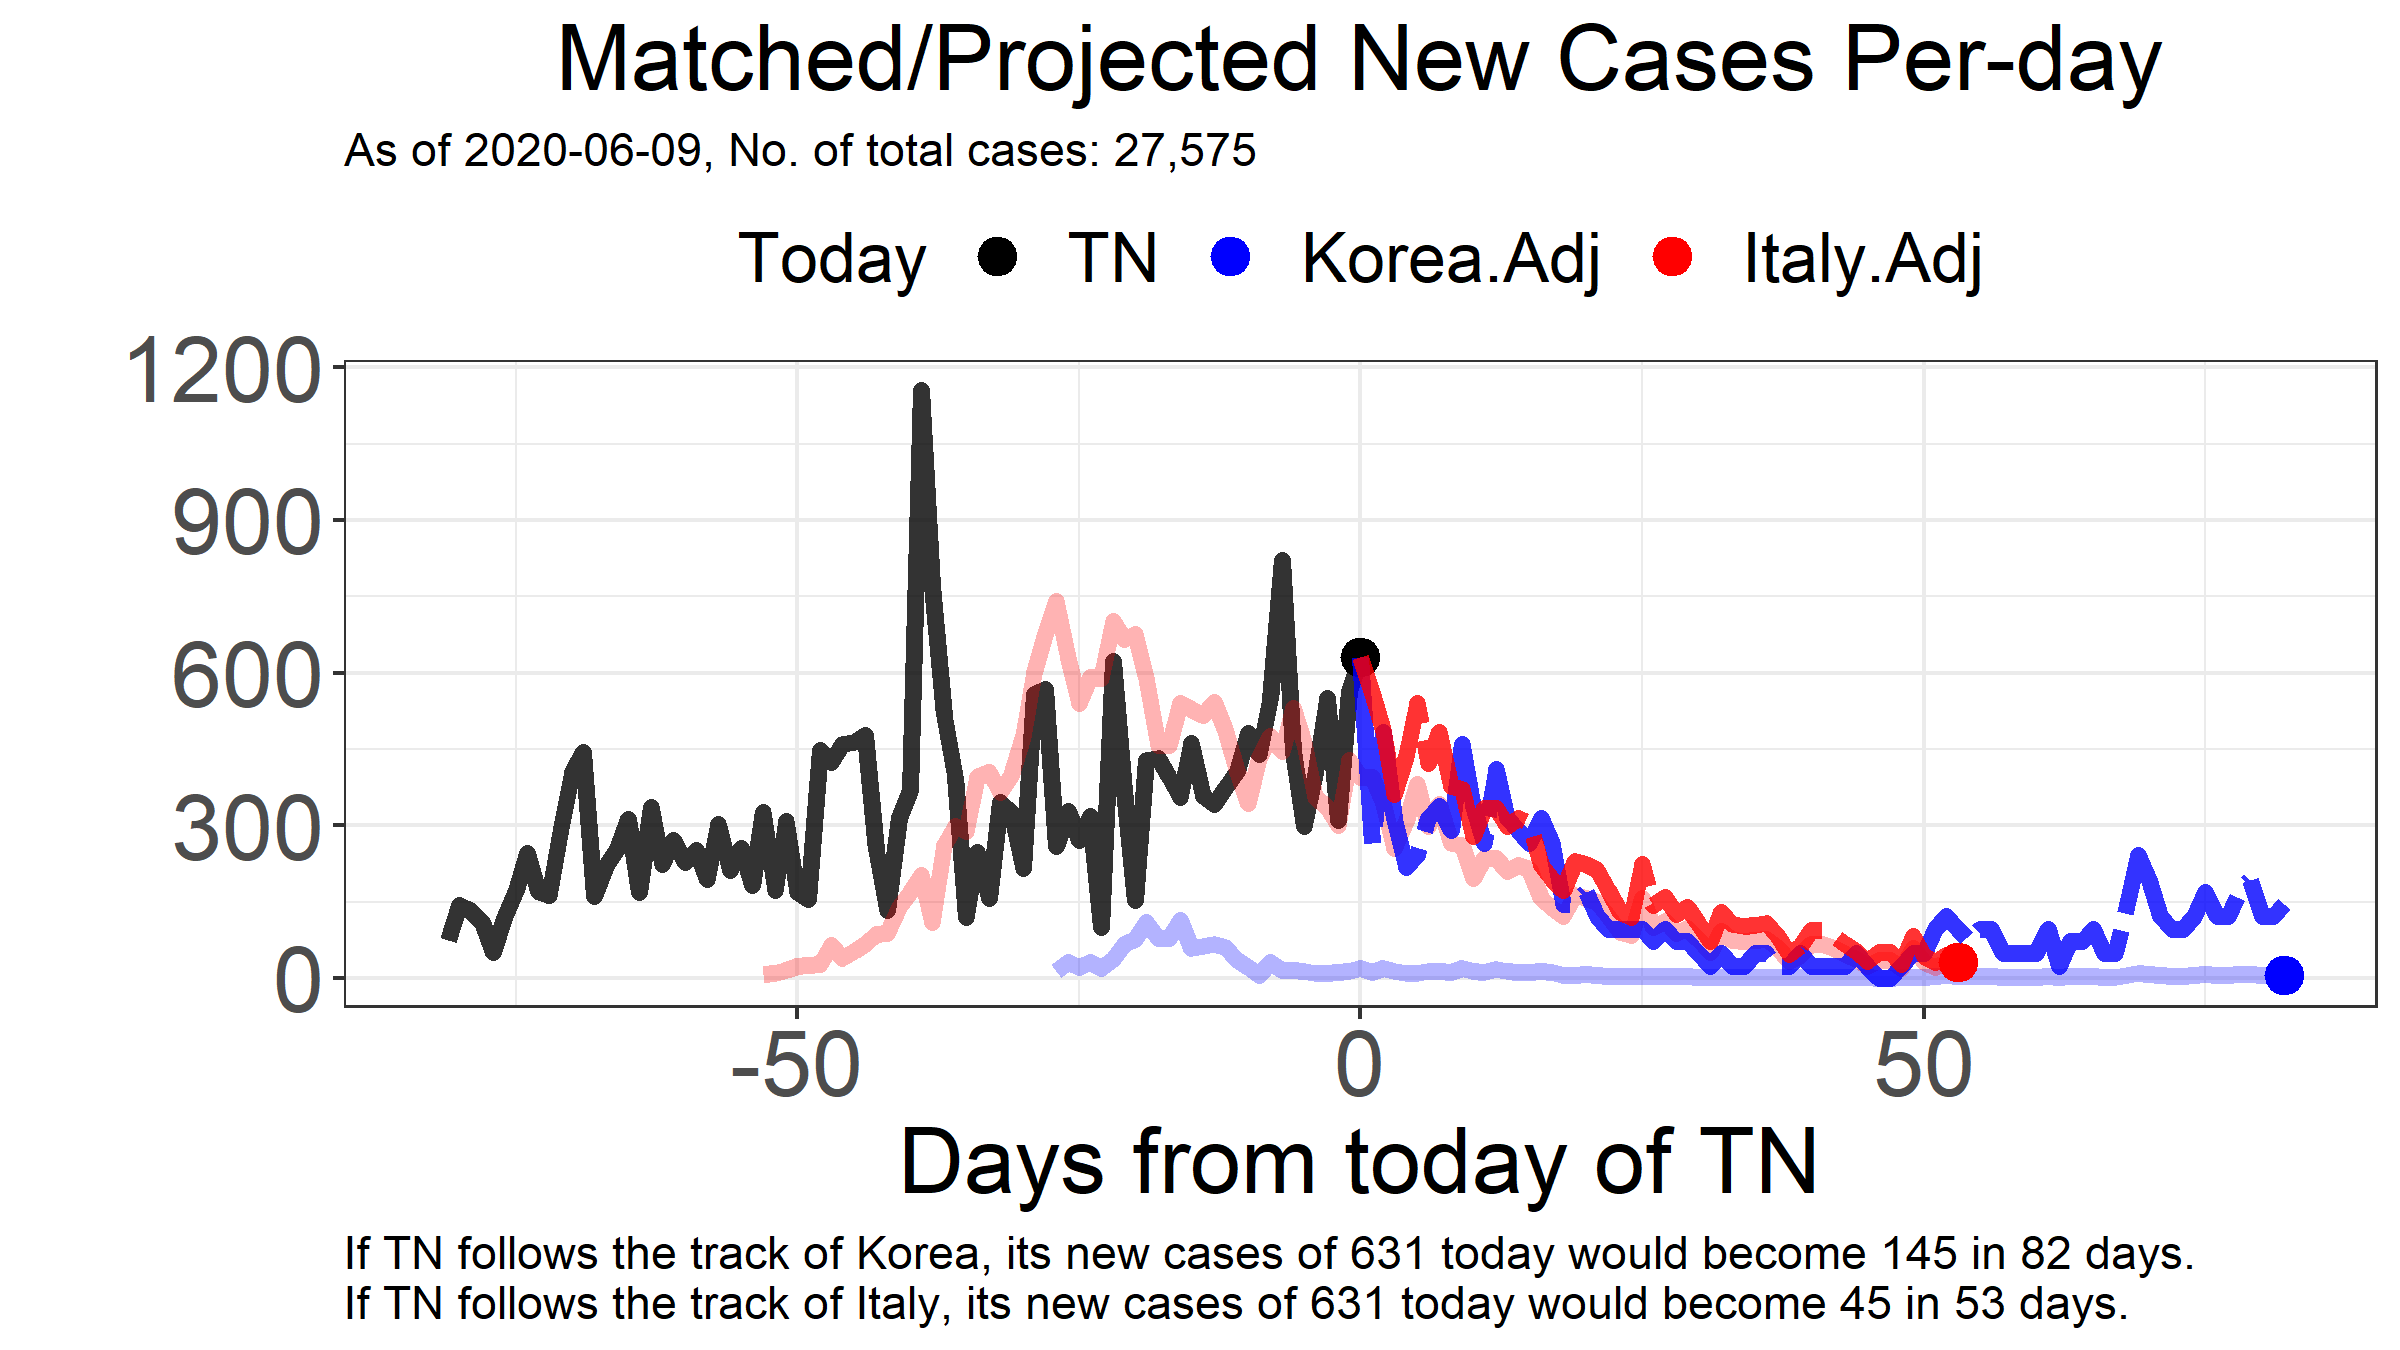 Matched/Projected New Cases Per-day
As of 2020-06-09, No. of total cases: 27,575
Today TN Korea.Adj Italy.Adj
1200
900
600
300
0
-50 0 50
Days from today of TN
If TN follows the track of Korea, its new cases of 631 today would become 145 in 82 days.
If TN follows the track of Italy, its new cases of 631 today would become 45 in 53 days.